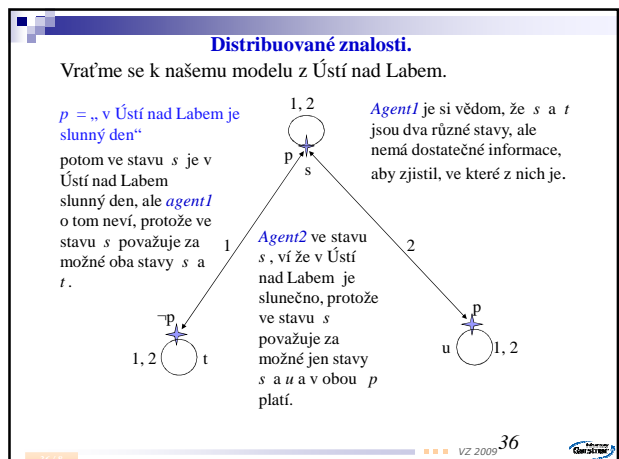 Distribuované znalosti.
Vraťme se k našemu modelu z Ústí nad Labem.
p = „ v Ústí nad Labem je
slunný den“
potom ve stavu s je v
Ústí nad Labem
slunný den, ale agent1
o tom neví, protože ve
stavu s považuje za
možné oba stavy s a
t .
1, 2
p
s
Agent1 je si vědom, že s a t
jsou dva různé stavy, ale
nemá dostatečné informace,
aby zjistil, ve které z nich je.
1
Agent2 ve stavu
s , ví že v Ústí
nad Labem je
slunečno, protože
ve stavu s
považuje za
možné jen stavy
s a u a v obou p
platí.
2
¬p
1, 2
t
p
u
1, 2
VZ 2009
36
Gerstner